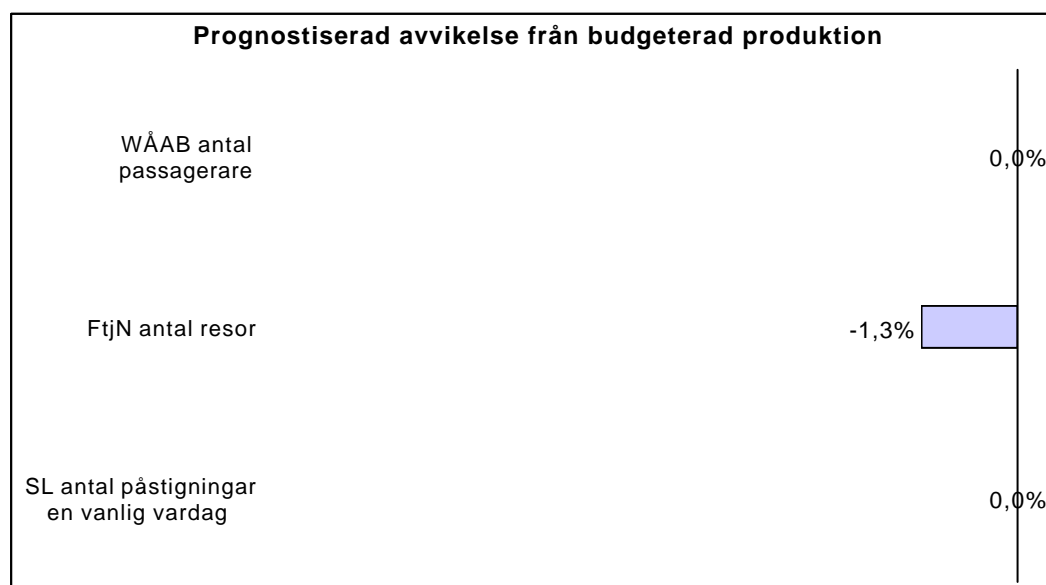 Prognostiserad avvikelse från budgeterad produktion
WÅAB antal
passagerare
0,0%
FtjN antal resor
-1,3%
SL antal påstigningar
en vanlig vardag
0,0%